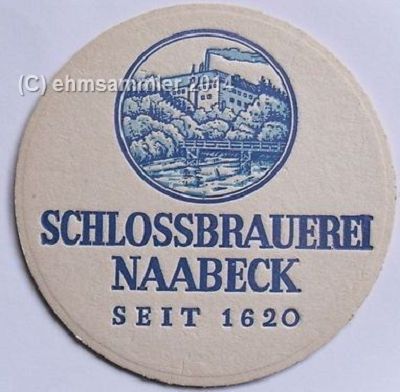 (C) ehmsammler 2014
SCHLOSSBRAUEREI
NAABECK
SEIT 1620